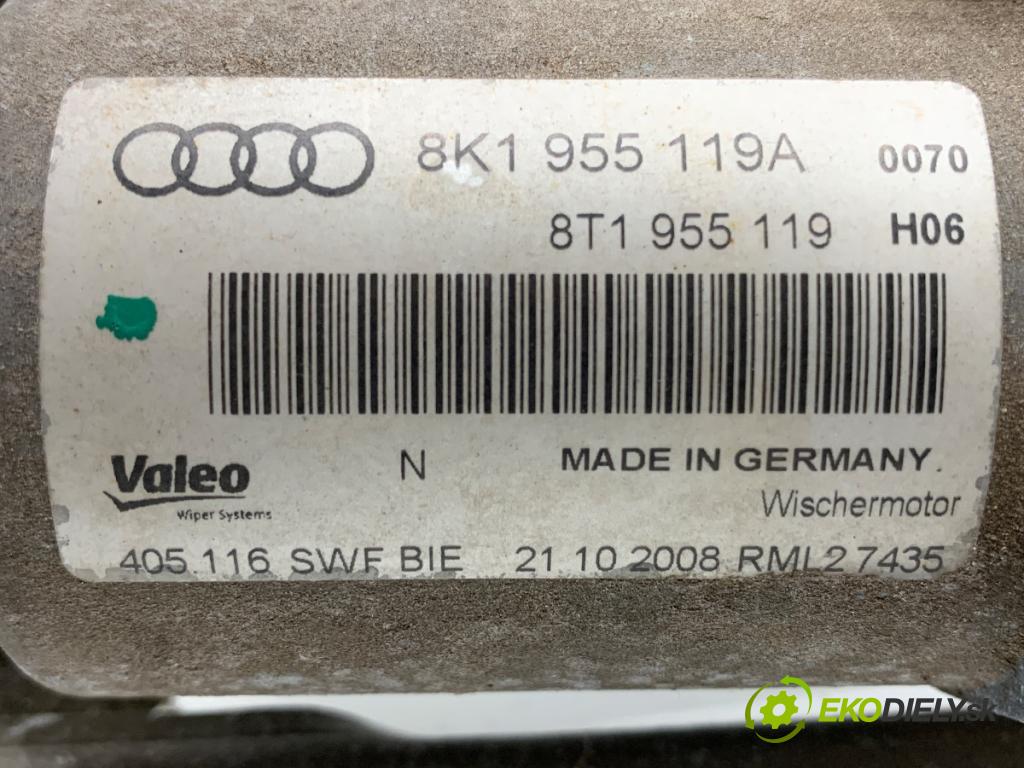 8K1 955 119A 0070
8T1 955 119 H06
Valeo N MADE IN GERMANY.
Wiper Systems Wischermotor
405.116 SWF BIE 21.10.2008 RML2 7435
EKODIELY.sk